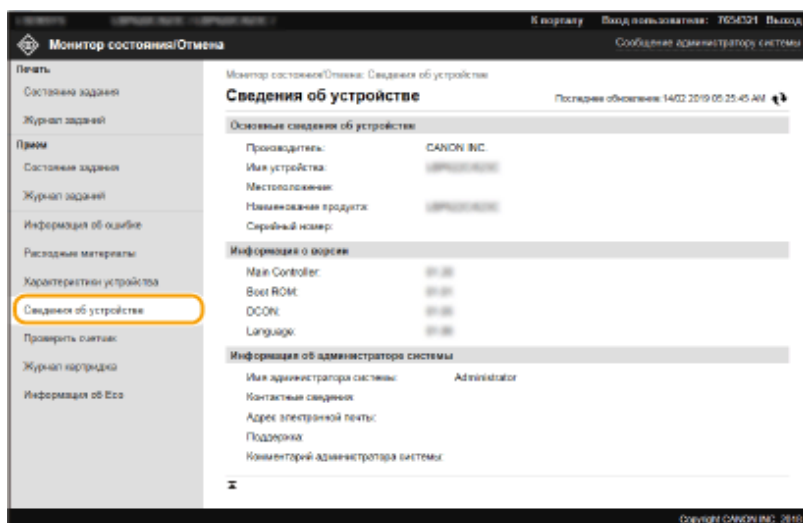 К порталу Вход пользователя: 7654321 Выход
Монитор состояния/Отмена
Сообщение администратору системы
Печать
Состояние задания
Журнал заданий
Прием
Состояние задания
Журнал заданий
Информация об ошибке
Расходные материалы
Характеристики устройства
Сведения об устройстве
Проверить счетчик
Журнал картриджа
Информация об Eco
Монитор состояния/Отмена: Сведения об устройстве
Сведения об устройстве
Последнее обновление: 14/02 2019 05:25:45 AM
Основные сведения об устройстве
Производитель: CANON INC.
Имя устройства:
Местоположение:
Наименование продукта:
Серийный номер:
Информация о версии
Main Controller:
Boot ROM:
DCON:
Language:
Информация об администраторе системы
Имя администратора системы: Administrator
Контактные сведения:
Адрес электронной почты:
Поддержка:
Комментарий администратора системы:
Copyright CANON INC. 2018